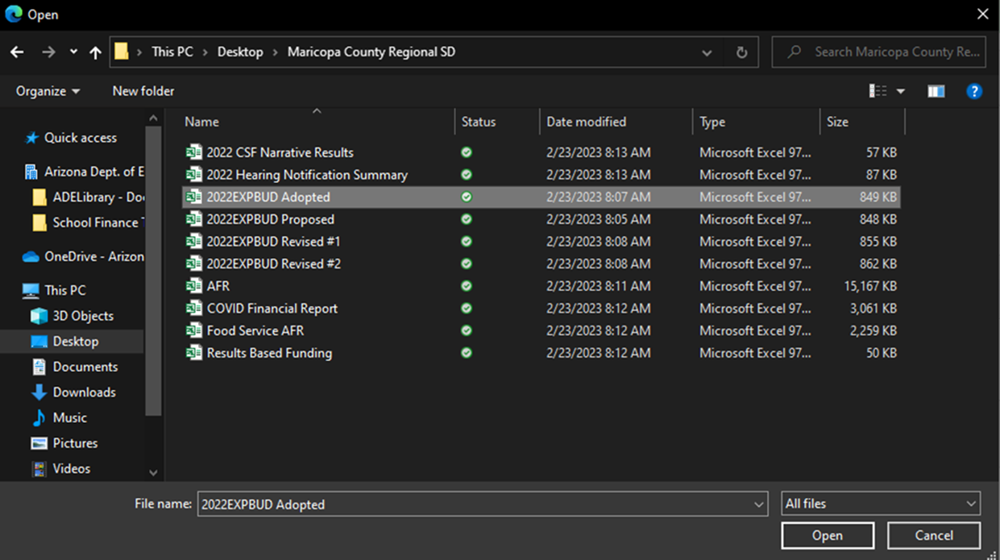 Open
This PC > Desktop > Maricopa County Regional SD
Search Maricopa County Re...
Organize
New folder
?
Name Status Date modified Type Size
Quick access
Arizona Dept. of E
ADELibrary - Do
School Finance
OneDrive - Arizon
This PC
3D Objects
Desktop
Documents
Downloads
Music
Pictures
Videos
2022 CSF Narrative Results 2/23/2023 8:13 AM Microsoft Excel 97... 57 KB
2022 Hearing Notification Summary 2/23/2023 8:13 AM Microsoft Excel 97... 87 KB
2022EXPBUD Adopted 2/23/2023 8:07 AM Microsoft Excel 97... 849 KB
2022EXPBUD Proposed 2/23/2023 8:05 AM Microsoft Excel 97... 848 KB
2022EXPBUD Revised #1 2/23/2023 8:08 AM Microsoft Excel 97... 855 KB
2022EXPBUD Revised #2 2/23/2023 8:08 AM Microsoft Excel 97... 862 KB
AFR 2/23/2023 8:11 AM Microsoft Excel 97... 15,167 KB
COVID Financial Report 2/23/2023 8:12 AM Microsoft Excel 97... 3,061 KB
Food Service AFR 2/23/2023 8:12 AM Microsoft Excel 97... 2,259 KB
Results Based Funding 2/23/2023 8:12 AM Microsoft Excel 97... 50 KB
File name: 2022EXPBUD Adopted
All files
Open
Cancel